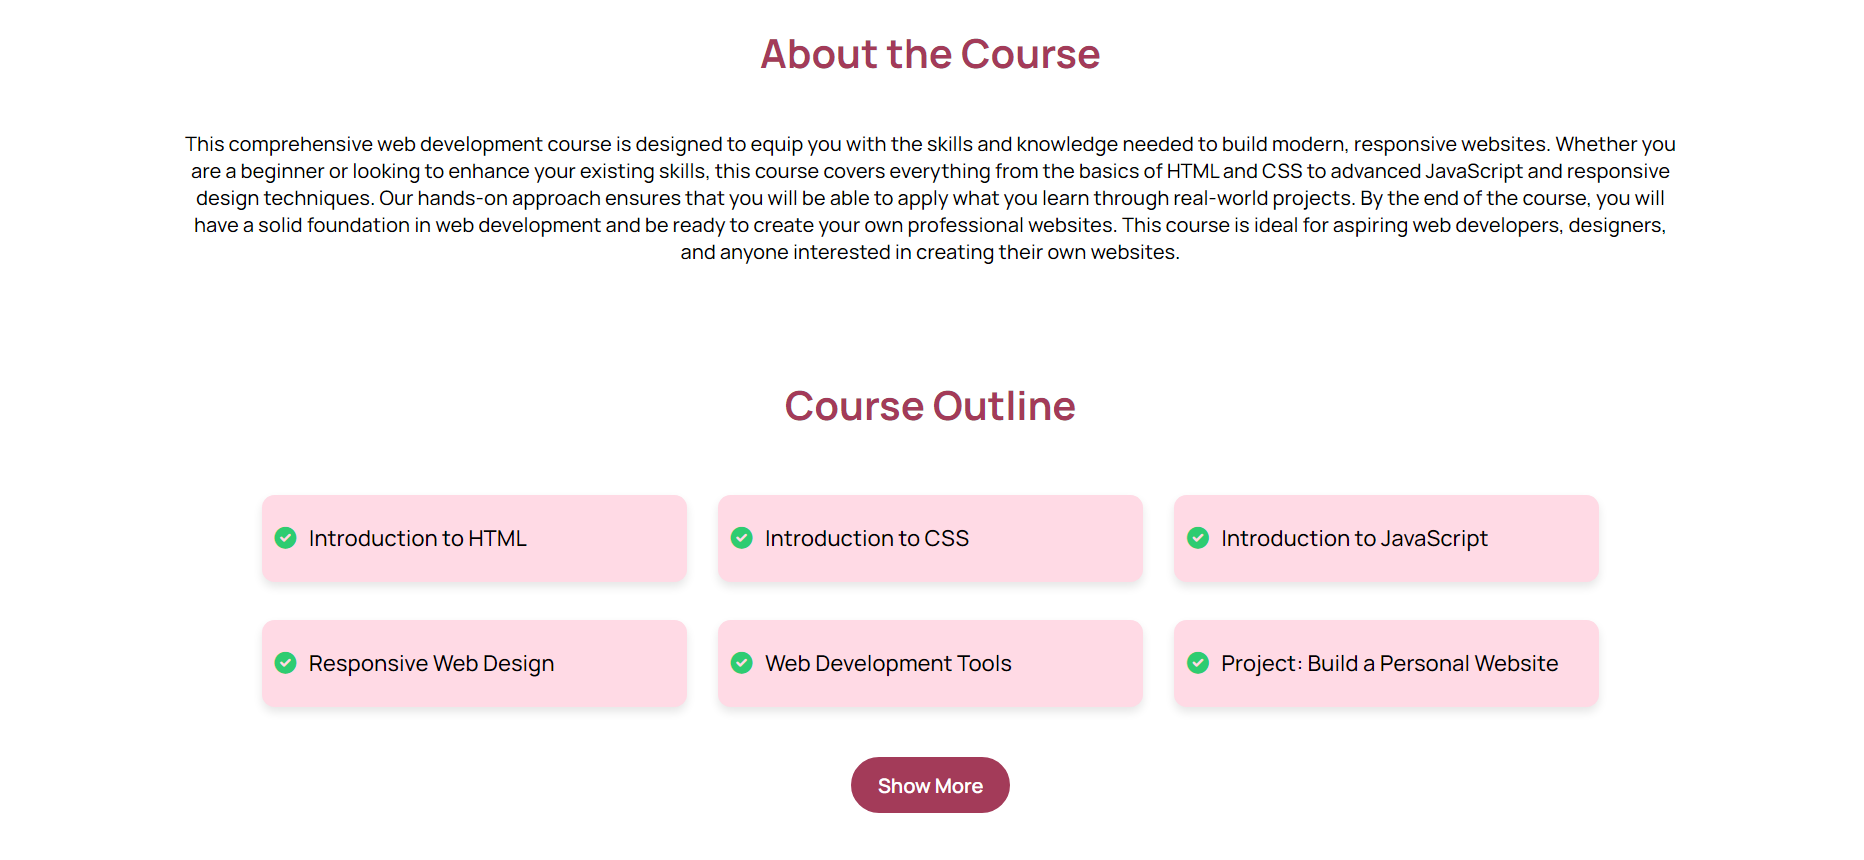 About the Course
This comprehensive web development course is designed to equip you with the skills and knowledge needed to build modern, responsive websites. Whether you
are a beginner or looking to enhance your existing skills, this course covers everything from the basics of HTML and CSS to advanced JavaScript and responsive
design techniques. Our hands-on approach ensures that you will be able to apply what you learn through real-world projects. By the end of the course, you will
have a solid foundation in web development and be ready to create your own professional websites. This course is ideal for aspiring web developers, designers,
and anyone interested in creating their own websites.
Course Outline
Introduction to HTML
Introduction to CSS
Introduction to JavaScript
Responsive Web Design
Web Development Tools
Project: Build a Personal Website
Show More